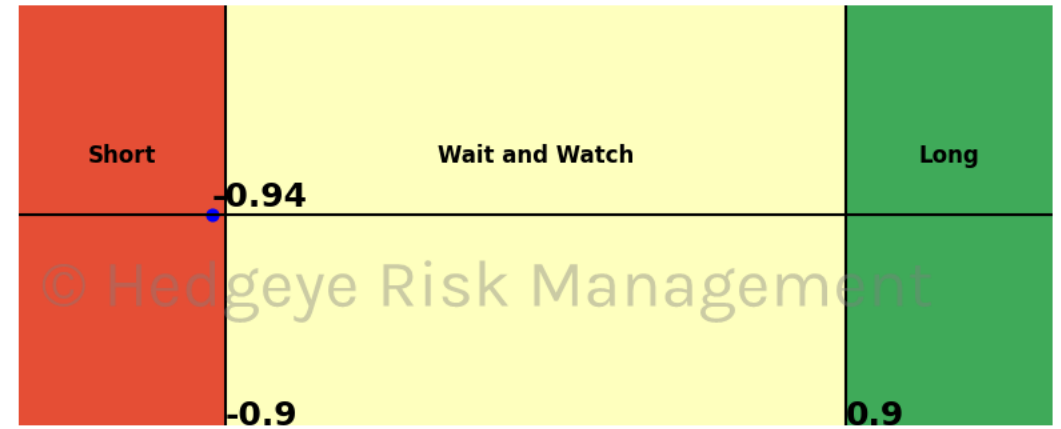 Short Wait and Watch Long
-0.94
© Hedgeye Risk Management
-0.9 0.9